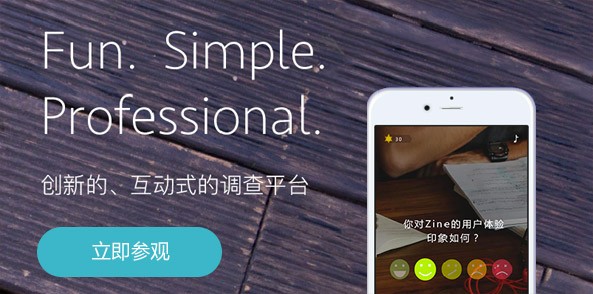 Fun. Simple.
Professional.
创新的、互动式的调查平台
立即参观
30
你对Zine的用户体验
印象如何？